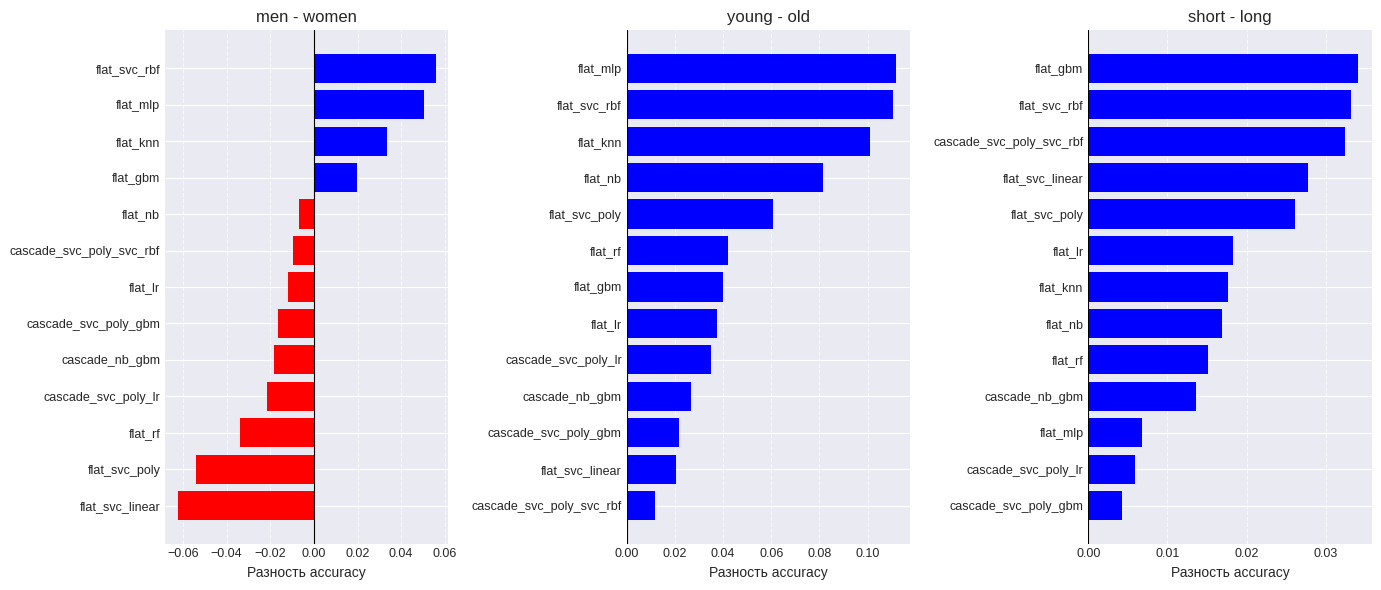 men - women
flat_svc_rbf
flat_mlp
flat_knn
flat_gbm
flat_nb
cascade_svc_poly_svc_rbf
flat_lr
cascade_svc_poly_gbm
cascade_nb_gbm
cascade_svc_poly_lr
flat_rf
flat_svc_poly
flat_svc_linear
−0.06 −0.04 −0.02 0.00 0.02 0.04 0.06
Разность accuracy
young - old
flat_mlp
flat_svc_rbf
flat_knn
flat_nb
flat_svc_poly
flat_rf
flat_gbm
flat_lr
cascade_svc_poly_lr
cascade_nb_gbm
cascade_svc_poly_gbm
flat_svc_linear
cascade_svc_poly_svc_rbf
0.00 0.02 0.04 0.06 0.08 0.10
Разность accuracy
short - long
flat_gbm
flat_svc_rbf
cascade_svc_poly_svc_rbf
flat_svc_linear
flat_svc_poly
flat_lr
flat_knn
flat_nb
flat_rf
cascade_nb_gbm
flat_mlp
cascade_svc_poly_lr
cascade_svc_poly_gbm
0.00 0.01 0.02 0.03
Разность accuracy